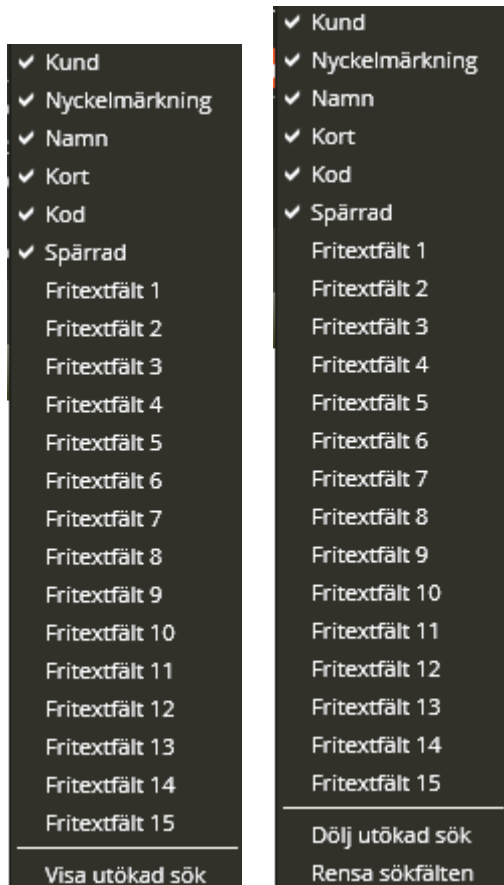 Kund
Nyckelmärkning
Namn
Kort
Kod
Spärrad
Fritextfält 1
Fritextfält 2
Fritextfält 3
Fritextfält 4
Fritextfält 5
Fritextfält 6
Fritextfält 7
Fritextfält 8
Fritextfält 9
Fritextfält 10
Fritextfält 11
Fritextfält 12
Fritextfält 13
Fritextfält 14
Fritextfält 15
Visa utökad sök
Kund
Nyckelmärkning
Namn
Kort
Kod
Spärrad
Fritextfält 1
Fritextfält 2
Fritextfält 3
Fritextfält 4
Fritextfält 5
Fritextfält 6
Fritextfält 7
Fritextfält 8
Fritextfält 9
Fritextfält 10
Fritextfält 11
Fritextfält 12
Fritextfält 13
Fritextfält 14
Fritextfält 15
Dölj utökad sök
Rensa sökfälten